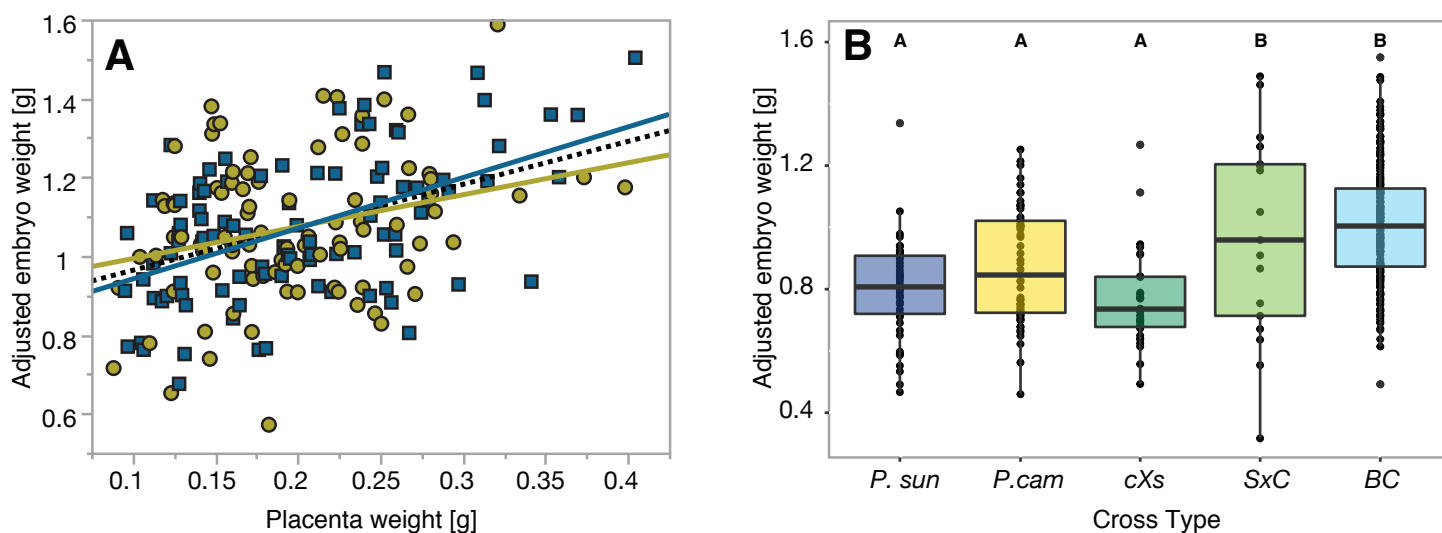 A
Adjusted embryo weight [g]
1.6
1.4
1.2
1
0.8
0.6
0.1 0.15 0.2 0.25 0.3 0.35 0.4
Placenta weight [g]
B
Adjusted embryo weight [g]
1.6
1.2
0.8
0.4
A A A B B
P. sun P.cam cXs SxC BC
Cross Type